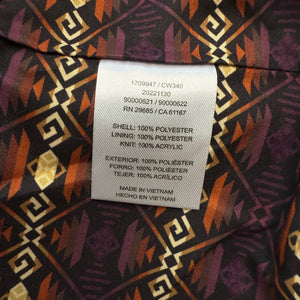 1709947 / CW340
20221130
90000621 / 90000622
RN 29685 / CA 61167
SHELL: 100% POLYESTER
LINING: 100% POLYESTER
KNIT: 100% ACRYLIC
EXTERIOR: 100% POLIÉSTER
FORRO: 100% POLIÉSTER
TEJER: 100% ACRÍLICO
MADE IN VIETNAM
HECHO EN VIETNAM